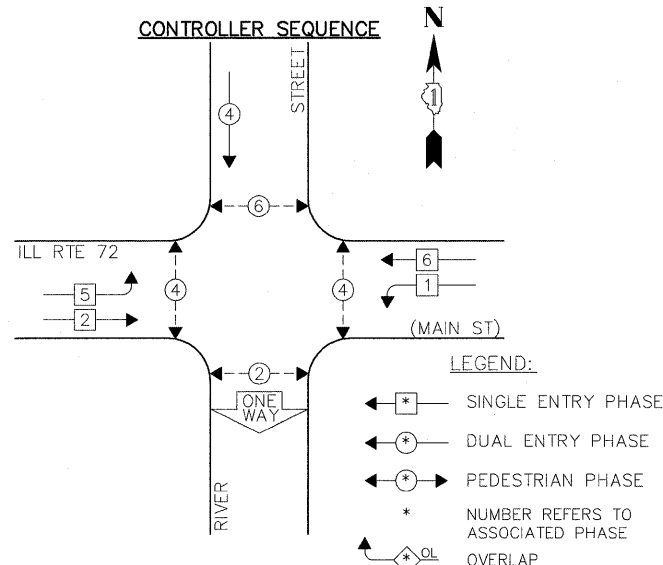 CONTROLLER SEQUENCE
N
STREET
4
1
6
ILL RTE 72
6
5
4
4
1
2
(MAIN ST)
2
LEGEND:
ONE
WAY
* SINGLE ENTRY PHASE
* DUAL ENTRY PHASE
* PEDESTRIAN PHASE
RIVER
* NUMBER REFERS TO
ASSOCIATED PHASE
* OL OVERLAP